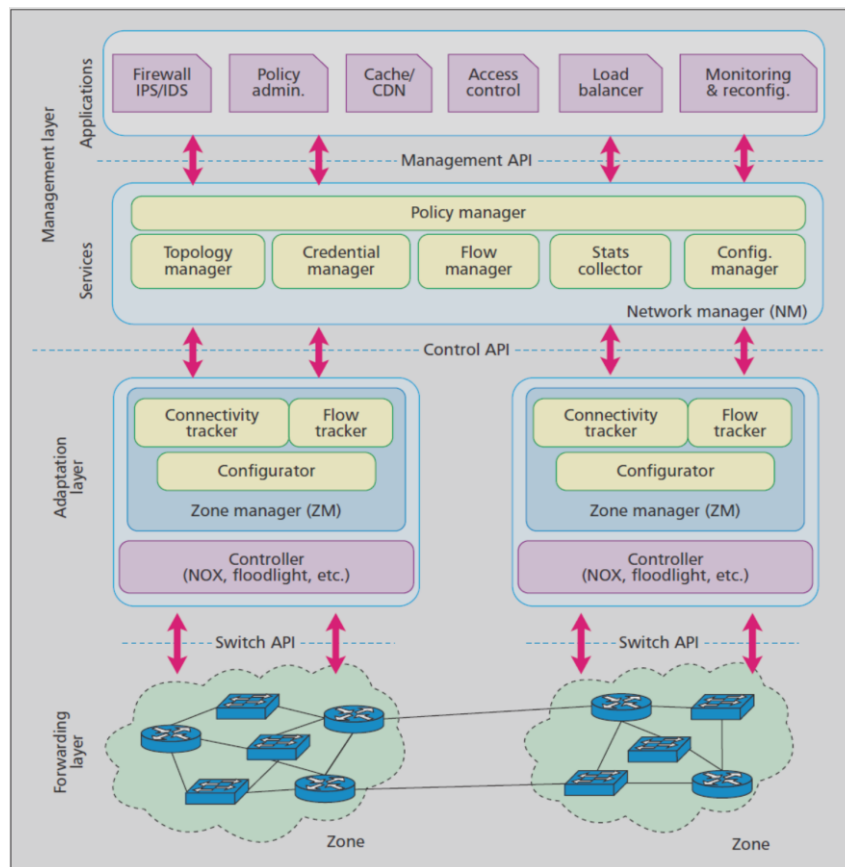 Management layer
Applications
Firewall
IPS/IDS
Policy
admin.
Cache/
CDN
Access
control
Load
balancer
Monitoring
& reconfig.
Management API
Services
Policy manager
Topology
manager
Credential
manager
Flow
manager
Stats
collector
Config.
manager
Network manager (NM)
Control API
Adaptation
layer
Connectivity
tracker
Flow
tracker
Configurator
Zone manager (ZM)
Controller
(NOX, floodlight, etc.)
Connectivity
tracker
Flow
tracker
Configurator
Zone manager (ZM)
Controller
(NOX, floodlight, etc.)
Switch API
Switch API
Forwarding
layer
Zone
Zone